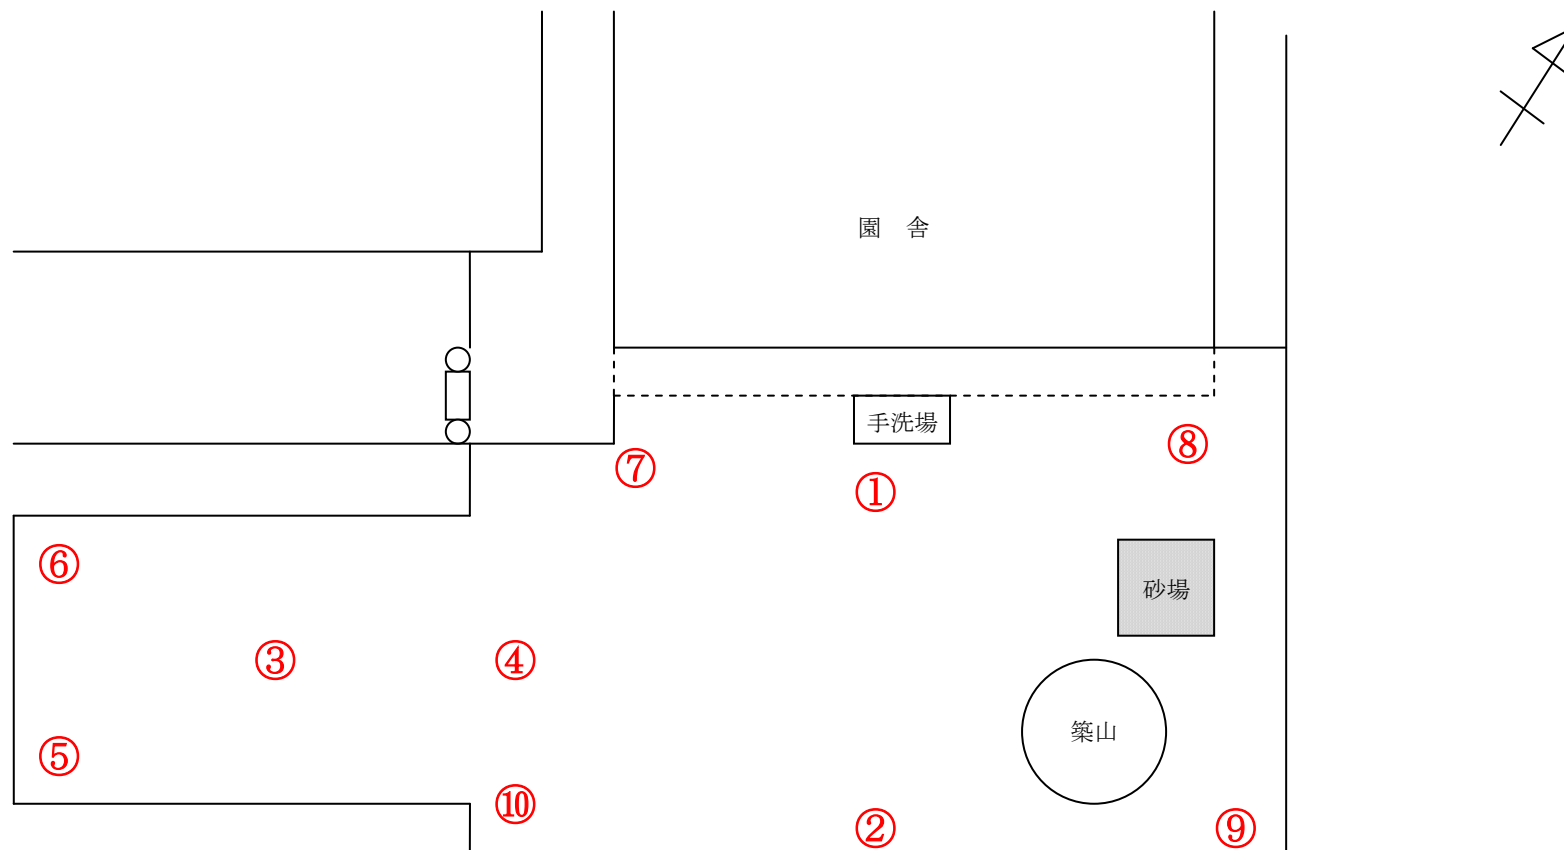 園 舎
手洗場
⑧
⑦
①
⑥
砂場
③
④
築山
⑤
⑩
②
⑨